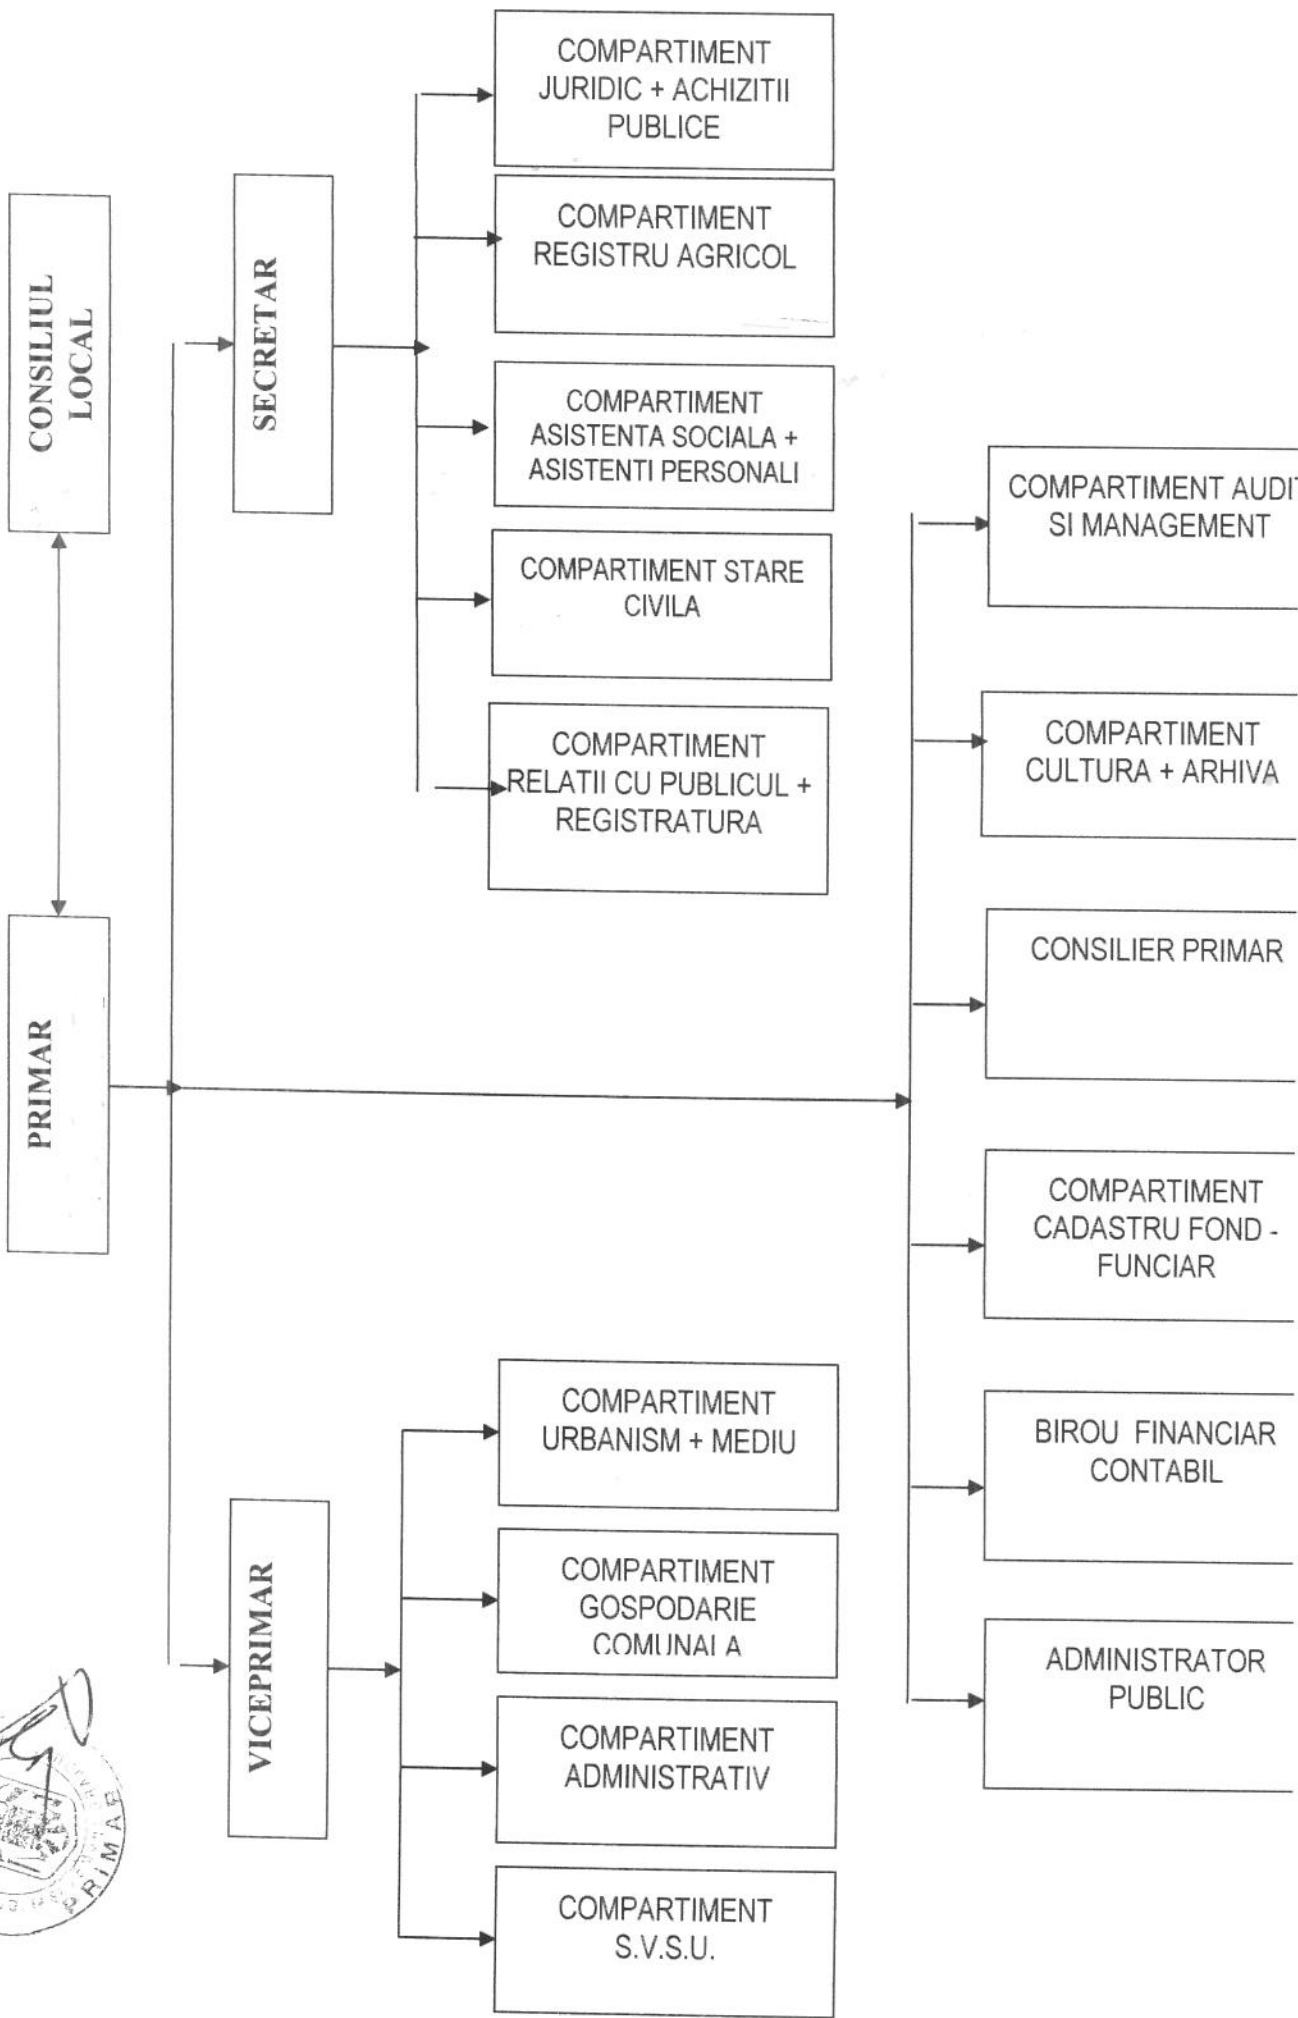 CONSILIUL
LOCAL
PRIMAR
SECRETAR
COMPARTIMENT
JURIDIC + ACHIZITII
PUBLICE
COMPARTIMENT
REGISTRU AGRICOL
COMPARTIMENT
ASISTENTA SOCIALA +
ASISTENTI PERSONALI
COMPARTIMENT STARE
CIVILA
COMPARTIMENT
RELATII CU PUBLICUL +
REGISTRATURA
COMPARTIMENT AUDIT
SI MANAGEMENT
COMPARTIMENT
CULTURA + ARHIVA
CONSILIER PRIMAR
COMPARTIMENT
CADASTRU FOND -
FUNCIAR
BIROU FINANCIAR
CONTABIL
ADMINISTRATOR
PUBLIC
VICEPRIMAR
COMPARTIMENT
URBANISM + MEDIU
COMPARTIMENT
GOSPODARIE
COMUNALA
COMPARTIMENT
ADMINISTRATIV
COMPARTIMENT
S.V.S.U.
PRIMAR